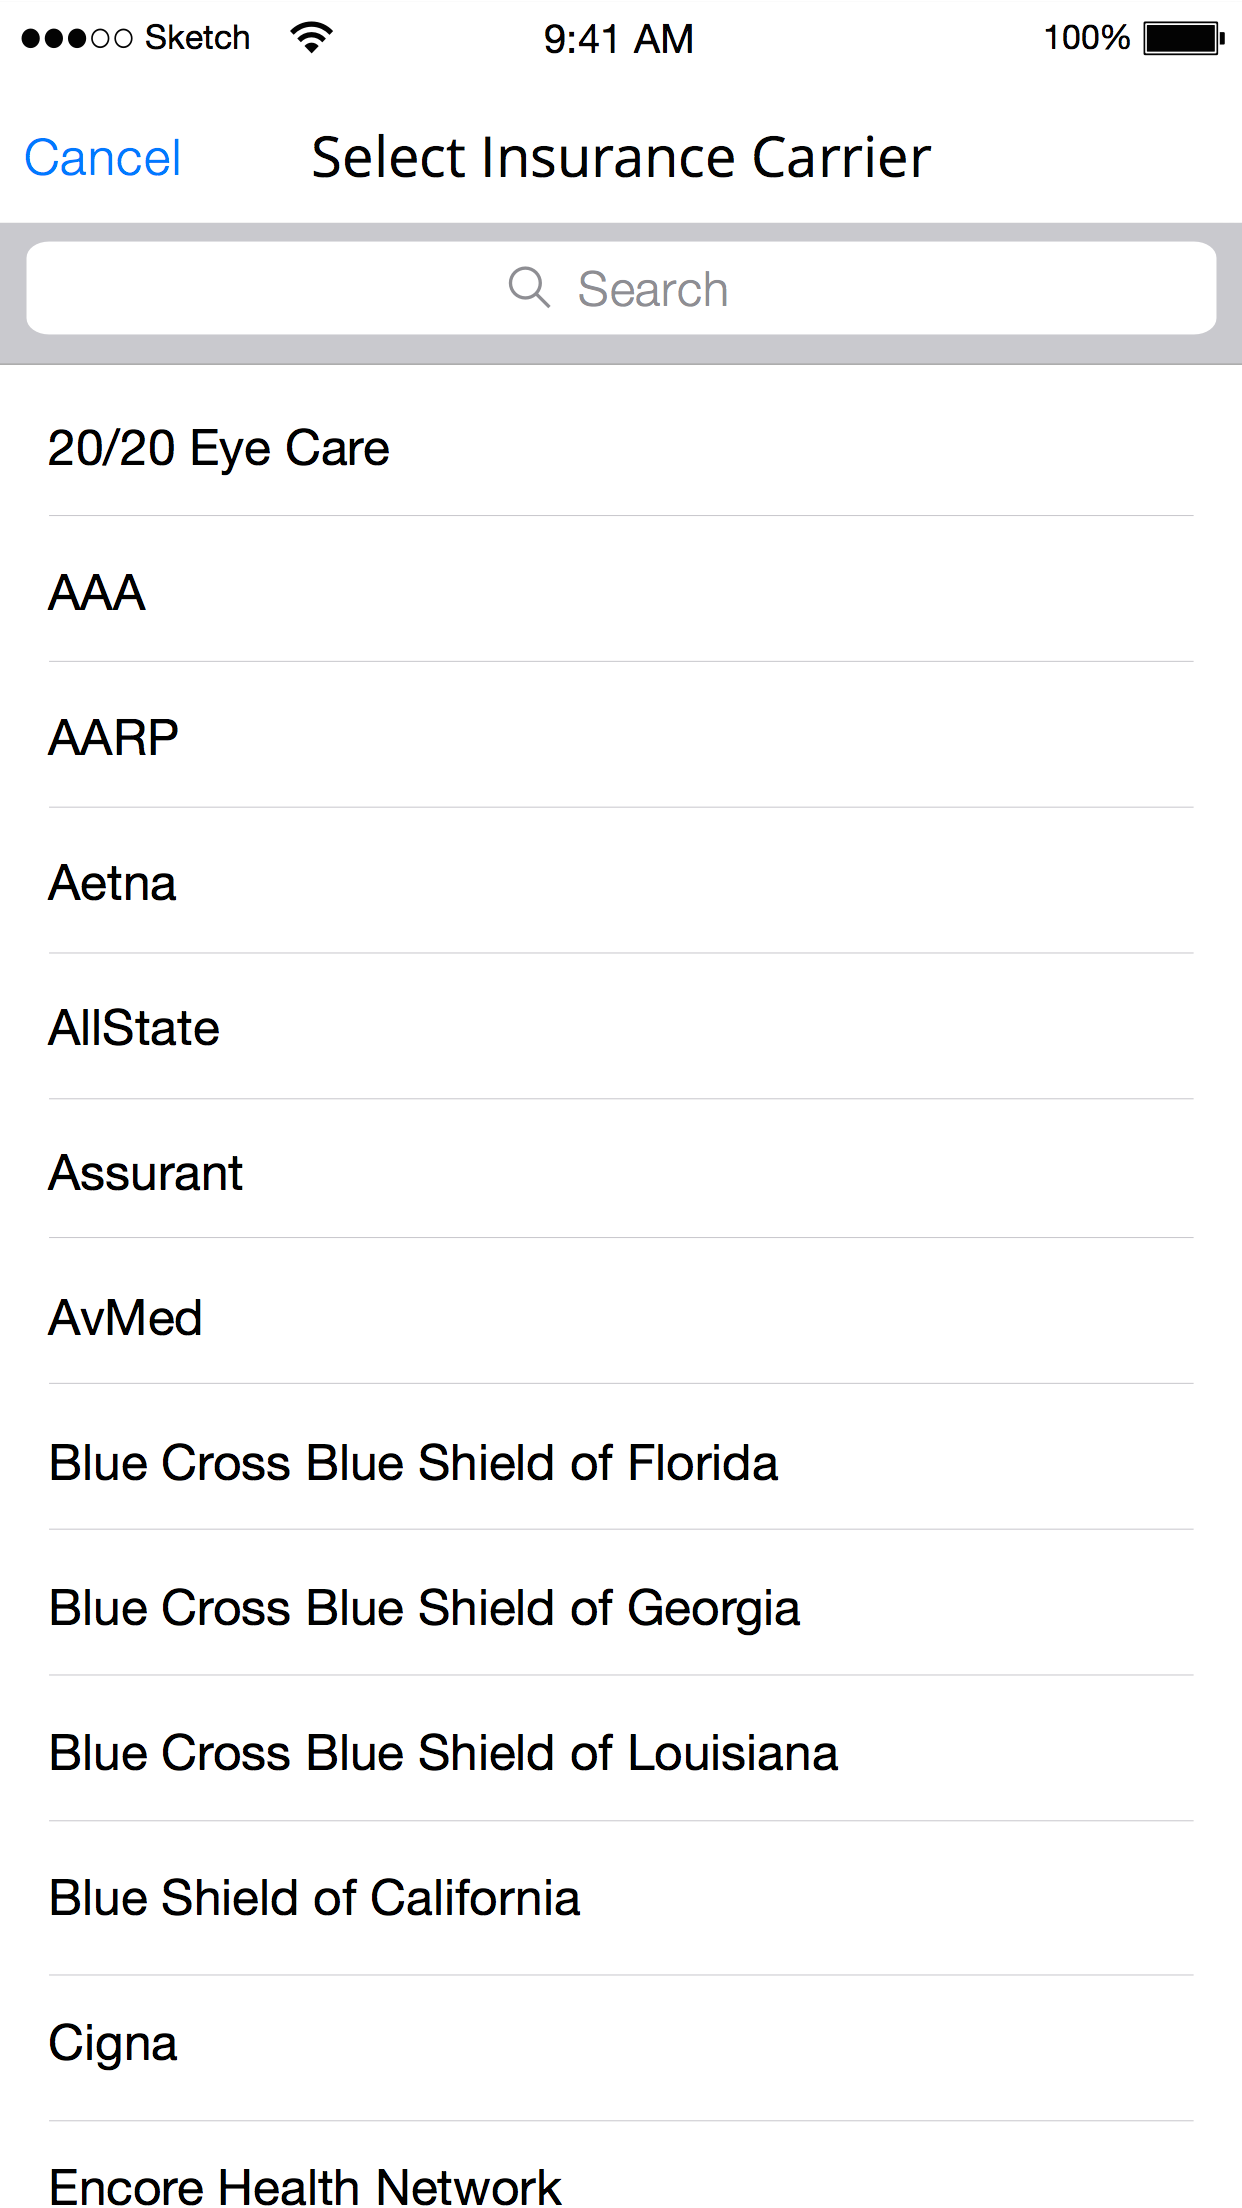 Sketch 9:41 AM 100%
Cancel Select Insurance Carrier
Search
20/20 Eye Care
AAA
AARP
Aetna
AllState
Assurant
AvMed
Blue Cross Blue Shield of Florida
Blue Cross Blue Shield of Georgia
Blue Cross Blue Shield of Louisiana
Blue Shield of California
Cigna
Encore Health Network